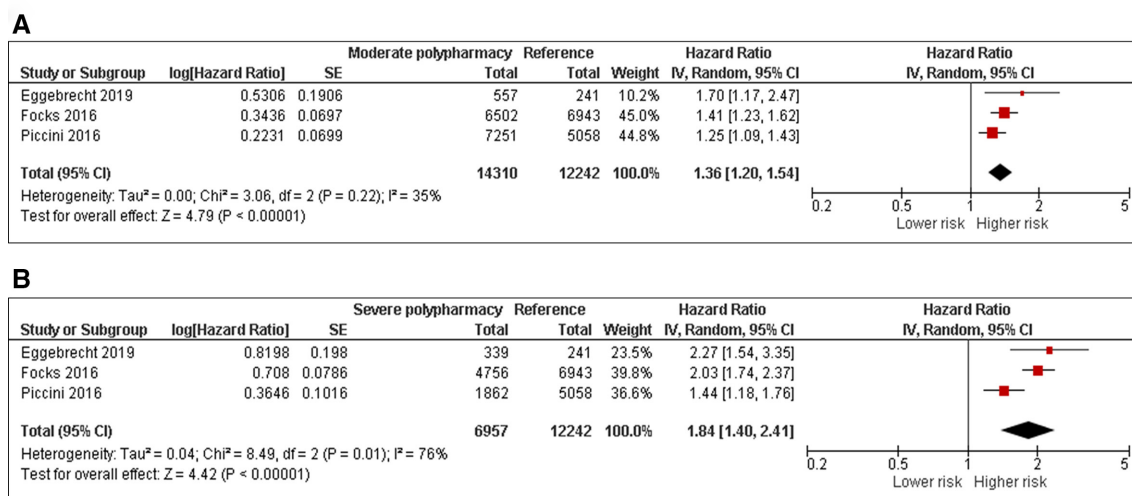 A
Moderate polypharmacy Reference Hazard Ratio Hazard Ratio
Study or Subgroup log[Hazard Ratio] SE Total Total Weight IV, Random, 95% CI IV, Random, 95% CI
Eggebrecht 2019 0.5306 0.1906 557 241 10.2% 1.70 [1.17, 2.47]
Focks 2016 0.3436 0.0697 6502 6943 45.0% 1.41 [1.23, 1.62]
Piccini 2016 0.2231 0.0699 7251 5058 44.8% 1.25 [1.09, 1.43]
Total (95% CI) 14310 12242 100.0% 1.36 [1.20, 1.54]
Heterogeneity: Tau² = 0.00; Chi² = 3.06, df = 2 (P = 0.22); I² = 35%
Test for overall effect: Z = 4.79 (P < 0.00001)
0.2 0.5 1 2 5
Lower risk Higher risk
B
Severe polypharmacy Reference Hazard Ratio Hazard Ratio
Study or Subgroup log[Hazard Ratio] SE Total Total Weight IV, Random, 95% CI IV, Random, 95% CI
Eggebrecht 2019 0.8198 0.198 339 241 23.5% 2.27 [1.54, 3.35]
Focks 2016 0.708 0.0786 4756 6943 39.8% 2.03 [1.74, 2.37]
Piccini 2016 0.3646 0.1016 1862 5058 36.6% 1.44 [1.18, 1.76]
Total (95% CI) 6957 12242 100.0% 1.84 [1.40, 2.41]
Heterogeneity: Tau² = 0.04; Chi² = 8.49, df = 2 (P = 0.01); I² = 76%
Test for overall effect: Z = 4.42 (P < 0.00001)
0.2 0.5 1 2 5
Lower risk Higher risk